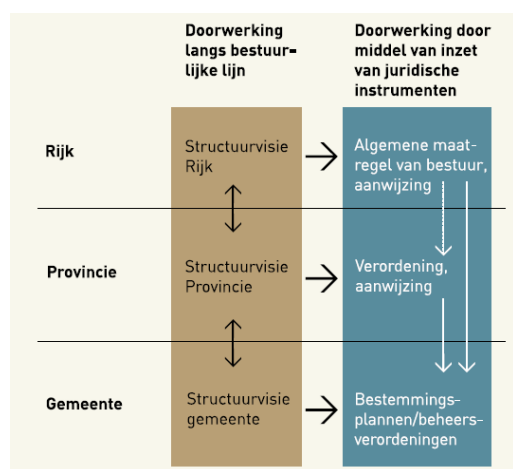 Doorwerking
langs bestuur-
lijke lijn
Doorwerking door
middel van inzet
van juridische
instrumenten
Rijk
Structuurvisie
Rijk
Algemene maat-
regel van bestuur,
aanwijzing
Provincie
Structuurvisie
Provincie
Verordening,
aanwijzing
Gemeente
Structuurvisie
gemeente
Bestemmings-
plannen/beheers-
verordeningen